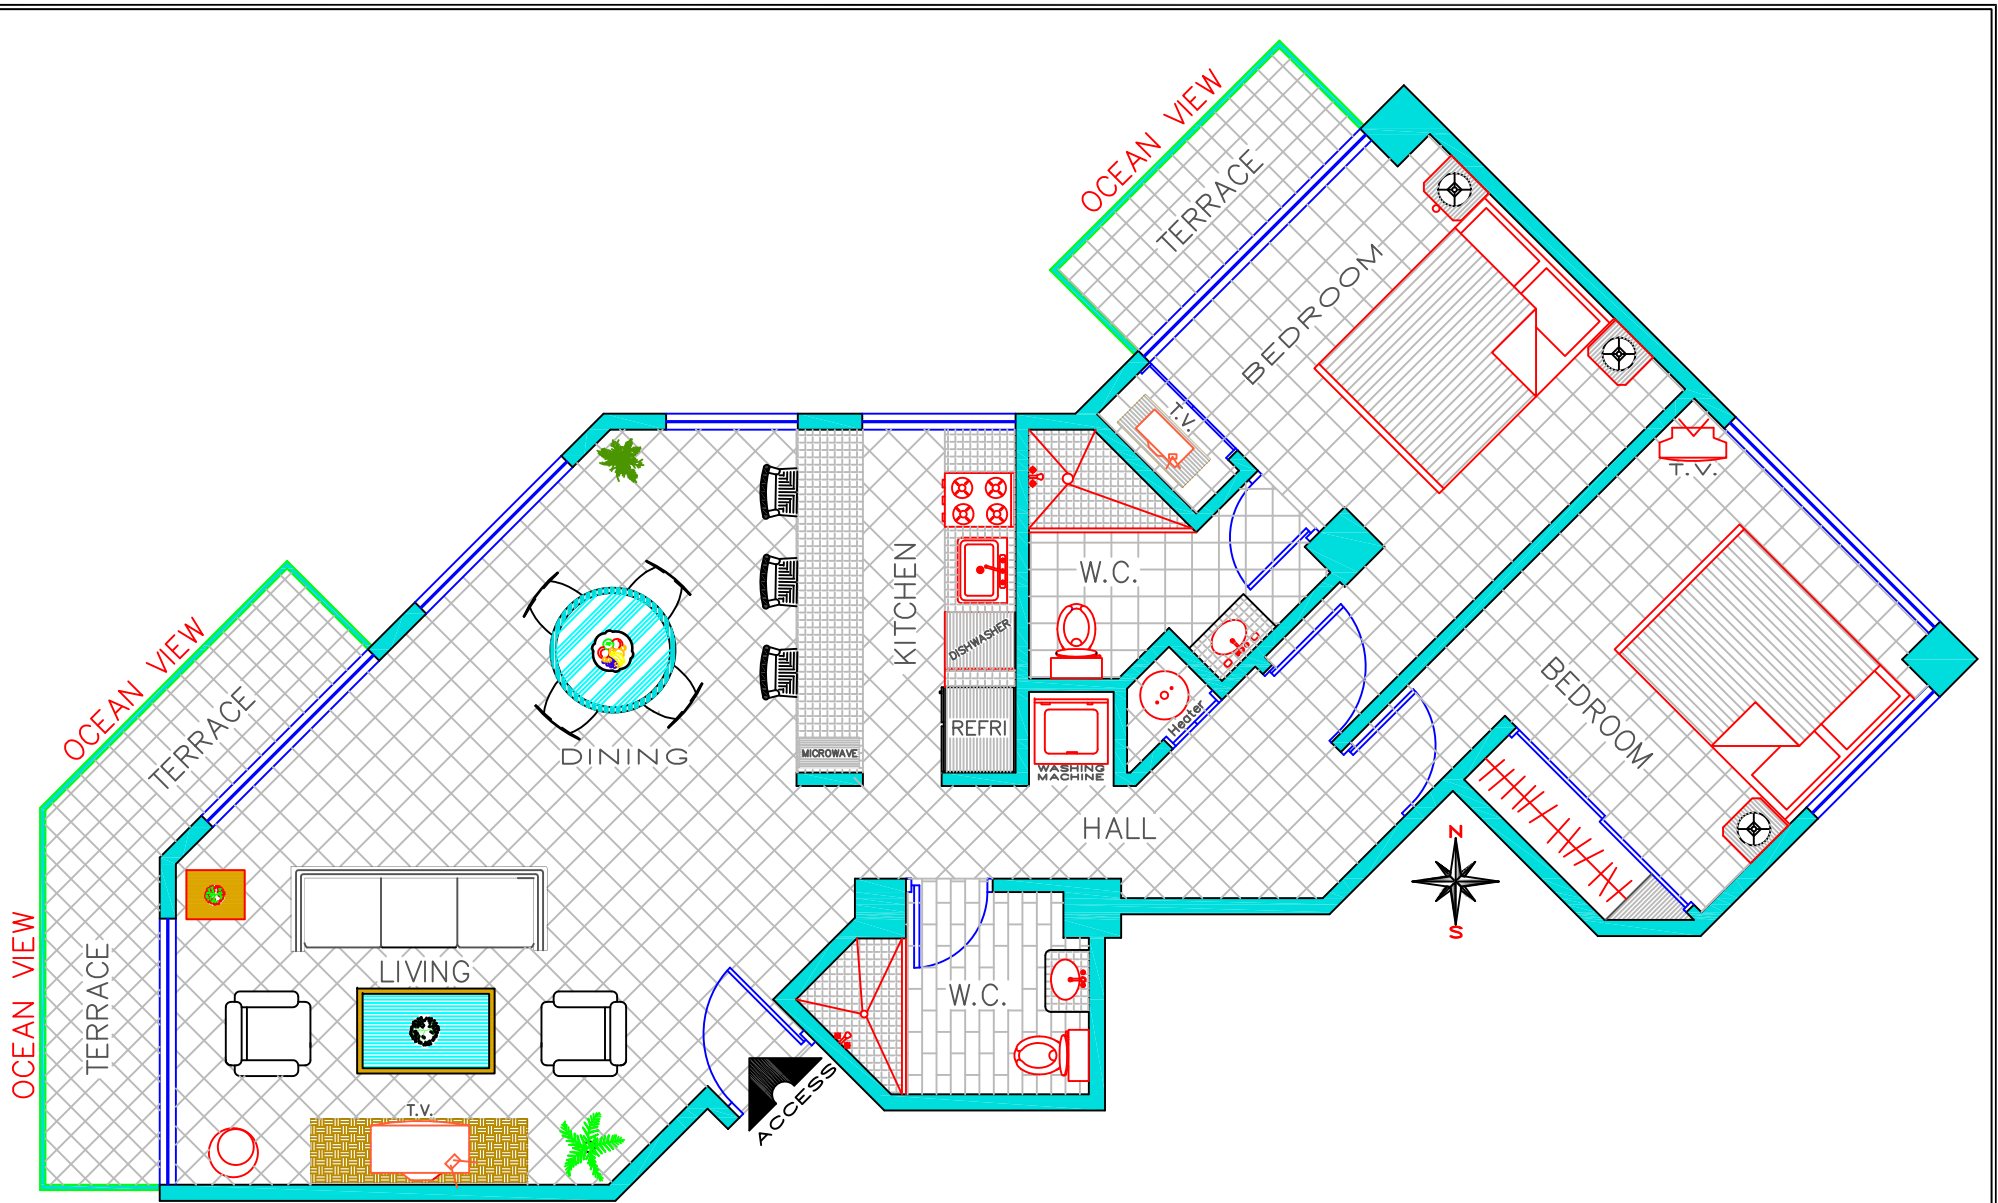 OCEAN VIEW
TERRACE
BEDROOM
T.V.
T.V.
W.C.
KITCHEN
DISHWASHER
REFRI
MICROWAVE
WASHING
MACHINE
Heater
BEDROOM
DINING
HALL
OCEAN VIEW
TERRACE
N
S
OCEAN VIEW
TERRACE
LIVING
W.C.
T.V.
ACCESS